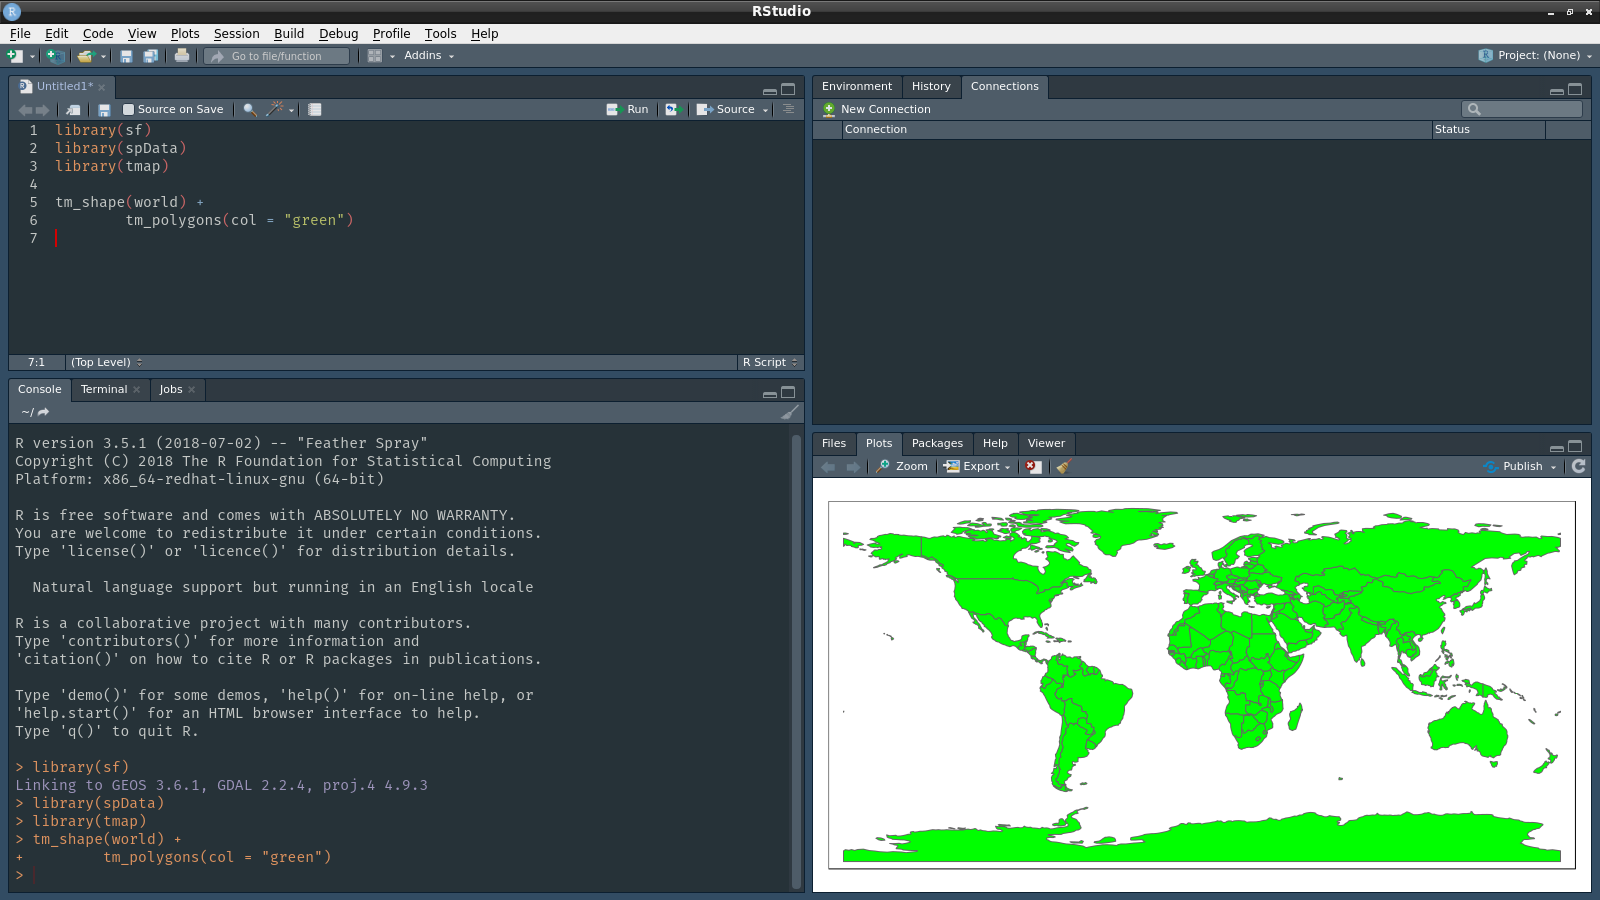 RStudio
File Edit Code View Plots Session Build Debug Profile Tools Help
Go to file/function Addins Project: (None)
Untitled1*
Source on Save Run Source
1 library(sf)
2 library(spData)
3 library(tmap)
4
5 tm_shape(world) +
6         tm_polygons(col = "green")
7
7:1 (Top Level) R Script
Console Terminal Jobs
~/
R version 3.5.1 (2018-07-02) -- "Feather Spray"
Copyright (C) 2018 The R Foundation for Statistical Computing
Platform: x86_64-redhat-linux-gnu (64-bit)
R is free software and comes with ABSOLUTELY NO WARRANTY.
You are welcome to redistribute it under certain conditions.
Type 'license()' or 'licence()' for distribution details.
  Natural language support but running in an English locale
R is a collaborative project with many contributors.
Type 'contributors()' for more information and
'citation()' on how to cite R or R packages in publications.
Type 'demo()' for some demos, 'help()' for on-line help, or
'help.start()' for an HTML browser interface to help.
Type 'q()' to quit R.
> library(sf)
Linking to GEOS 3.6.1, GDAL 2.2.4, proj.4 4.9.3
> library(spData)
> library(tmap)
> tm_shape(world) +
+         tm_polygons(col = "green")
>
Environment History Connections
New Connection
Connection Status
Files Plots Packages Help Viewer
Zoom Export Publish